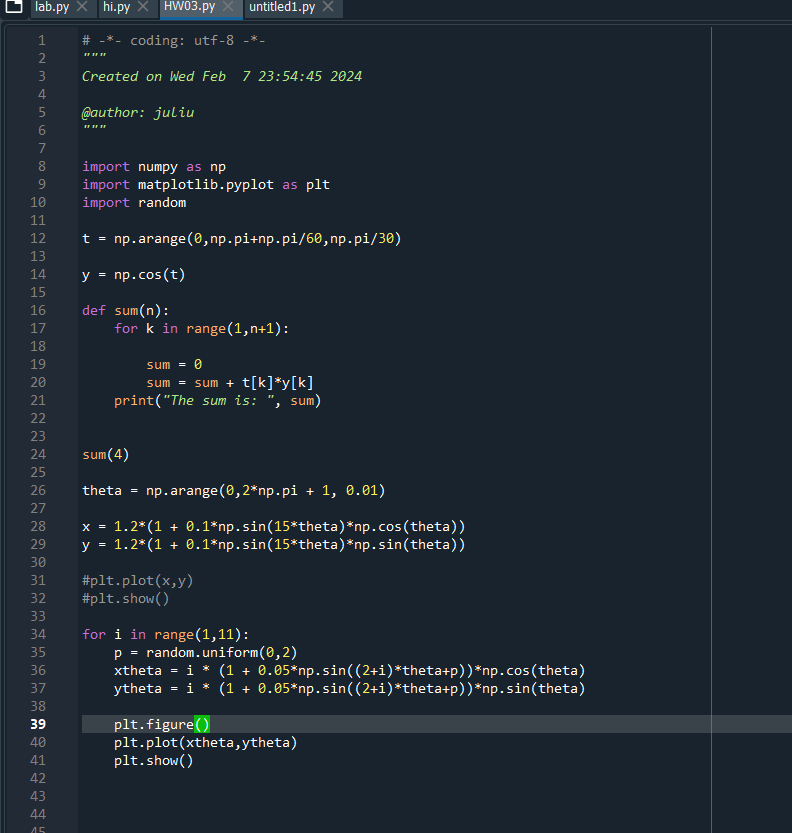 lab.py hi.py HW03.py untitled1.py
1 # -*- coding: utf-8 -*-
2 """
3 Created on Wed Feb  7 23:54:45 2024
4
5 @author: juliu
6 """
7
8 import numpy as np
9 import matplotlib.pyplot as plt
10 import random
11
12 t = np.arange(0,np.pi+np.pi/60,np.pi/30)
13
14 y = np.cos(t)
15
16 def sum(n):
17     for k in range(1,n+1):
18
19         sum = 0
20         sum = sum + t[k]*y[k]
21     print("The sum is: ", sum)
22
23
24 sum(4)
25
26 theta = np.arange(0,2*np.pi + 1, 0.01)
27
28 x = 1.2*(1 + 0.1*np.sin(15*theta)*np.cos(theta))
29 y = 1.2*(1 + 0.1*np.sin(15*theta)*np.sin(theta))
30
31 #plt.plot(x,y)
32 #plt.show()
33
34 for i in range(1,11):
35     p = random.uniform(0,2)
36     xtheta = i * (1 + 0.05*np.sin((2+i)*theta+p))*np.cos(theta)
37     ytheta = i * (1 + 0.05*np.sin((2+i)*theta+p))*np.sin(theta)
38
39     plt.figure()
40     plt.plot(xtheta,ytheta)
41     plt.show()
42
43
44
45